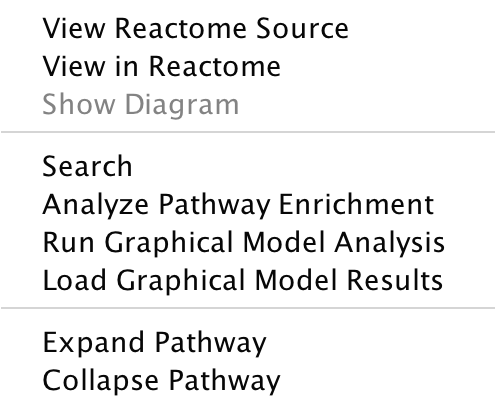 View Reactome Source
View in Reactome
Show Diagram
Search
Analyze Pathway Enrichment
Run Graphical Model Analysis
Load Graphical Model Results
Expand Pathway
Collapse Pathway